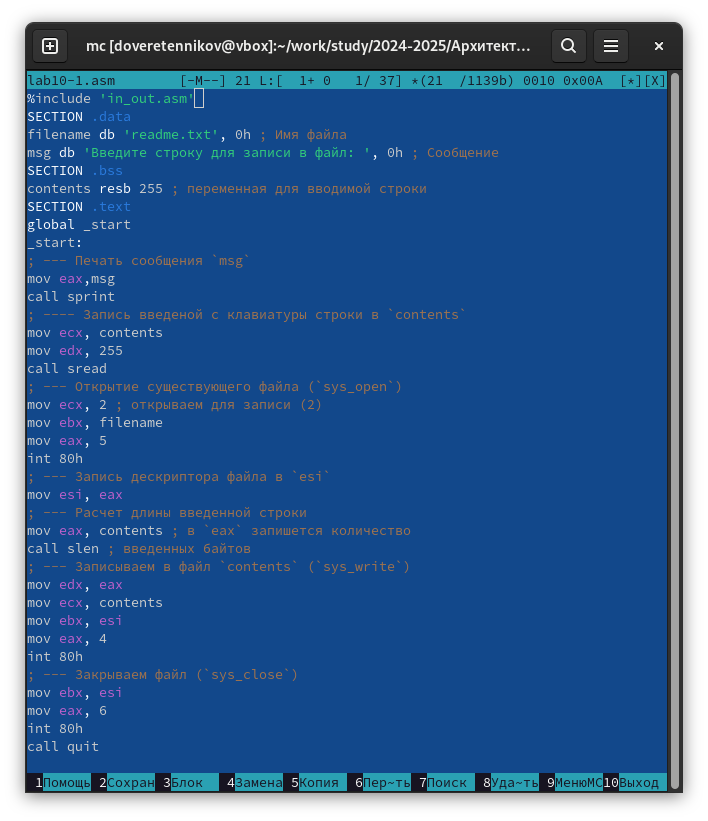 mc [doveretennikov@vbox]:~/work/study/2024-2025/Архитект...
lab10-1.asm [-M--] 21 L:[ 1+ 0 1/ 37] *(21 /1139b) 0010 0x00A [*][X]
%include 'in_out.asm'
SECTION .data
filename db 'readme.txt', 0h ; Имя файла
msg db 'Введите строку для записи в файл: ', 0h ; Сообщение
SECTION .bss
contents resb 255 ; переменная для вводимой строки
SECTION .text
global _start
_start:
; --- Печать сообщения `msg`
mov eax,msg
call sprint
; ---- Запись введеной с клавиатуры строки в `contents`
mov ecx, contents
mov edx, 255
call sread
; --- Открытие существующего файла (`sys_open`)
mov ecx, 2 ; открываем для записи (2)
mov ebx, filename
mov eax, 5
int 80h
; --- Запись дескриптора файла в `esi`
mov esi, eax
; --- Расчет длины введенной строки
mov eax, contents ; в `eax` запишется количество
call slen ; введенных байтов
; --- Записываем в файл `contents` (`sys_write`)
mov edx, eax
mov ecx, contents
mov ebx, esi
mov eax, 4
int 80h
; --- Закрываем файл (`sys_close`)
mov ebx, esi
mov eax, 6
int 80h
call quit
1Помощь 2Сохран 3Блок 4Замена 5Копия 6Пер~ть 7Поиск 8Уда~ть 9МенюMC 10Выход